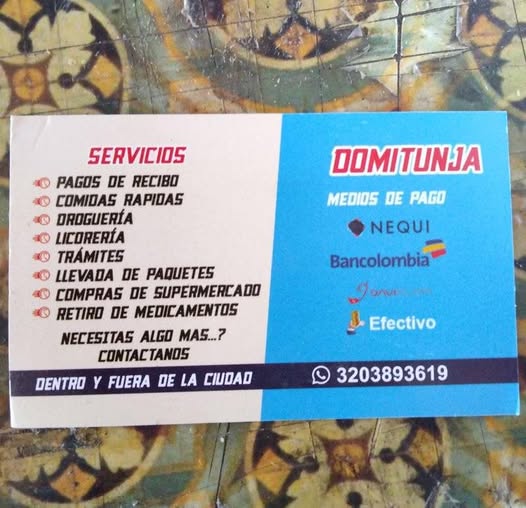 SERVICIOS
PAGOS DE RECIBO
COMIDAS RAPIDAS
DROGUERÍA
LICORERÍA
TRÁMITES
LLEVADA DE PAQUETES
COMPRAS DE SUPERMERCADO
RETIRO DE MEDICAMENTOS
NECESITAS ALGO MAS...?
CONTACTANOS
DENTRO Y FUERA DE LA CIUDAD
DOMITUNJA
MEDIOS DE PAGO
NEQUI
Bancolombia
Efectivo
3203893619